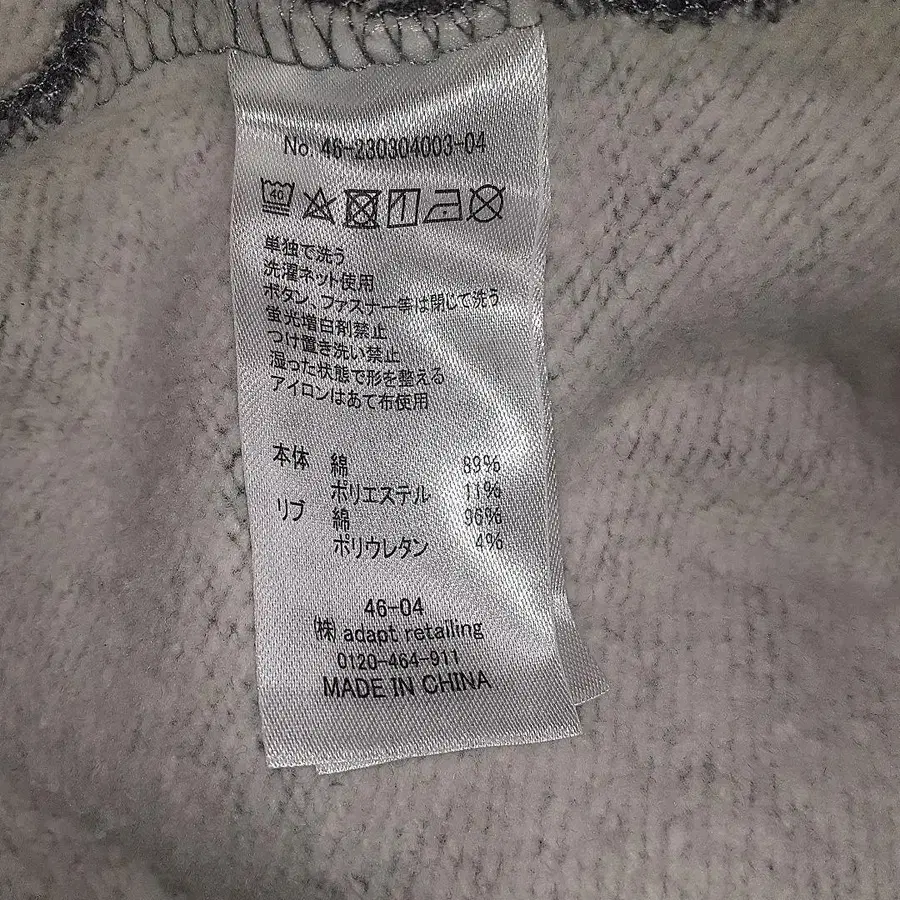 No. 46-230304003-04
単独で洗う
洗濯ネット使用
ボタン、ファスナー等は閉じて洗う
蛍光増白剤禁止
つけ置き洗い禁止
湿った状態で形を整える
アイロンはあて布使用
本体 綿 89%
ポリエステル 11%
リブ 綿 96%
ポリウレタン 4%
46-04
㈱ adapt retailing
0120-464-911
MADE IN CHINA